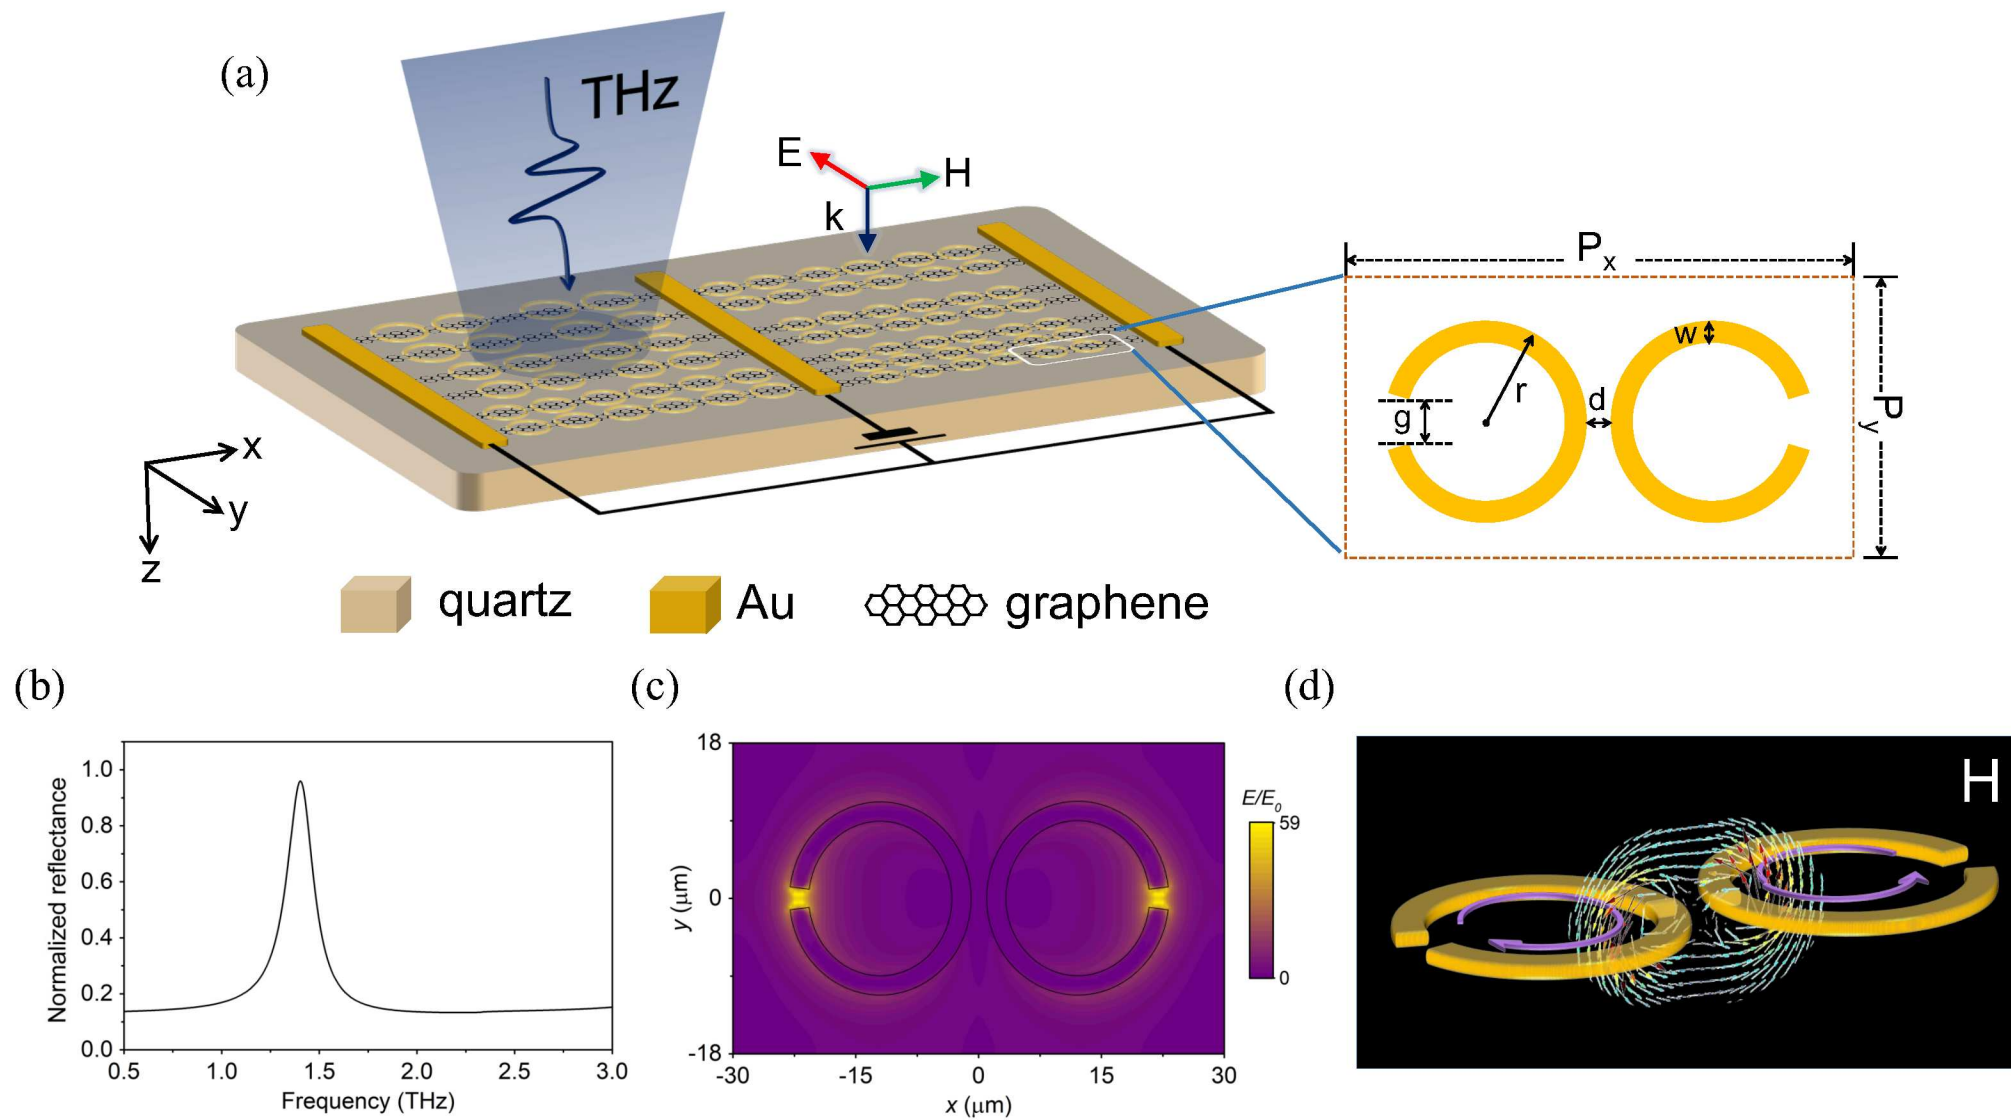 (a)
THz
E
H
k
x
y
z
P
x
w
r
d
g
P
y
quartz
Au
graphene
(b)
1.0
0.8
0.6
0.4
0.2
0.0
Normalized reflectance
0.5 1.0 1.5 2.0 2.5 3.0
Frequency (THz)
(c)
18
0
-18
y (μm)
-30 -15 0 15 30
x (μm)
E/E0
59
0
(d)
H